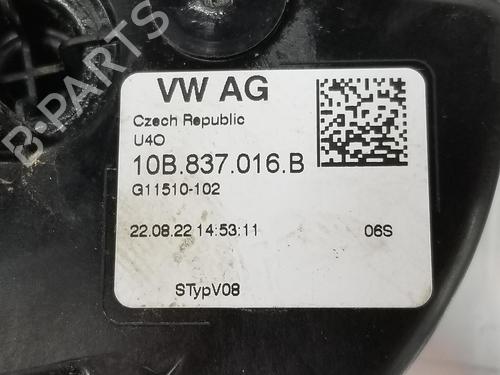 B-PARTS
VW AG
Czech Republic
U4O
10B.837.016.B
G11510-102
22.08.22 14:53:11 06S
STypV08